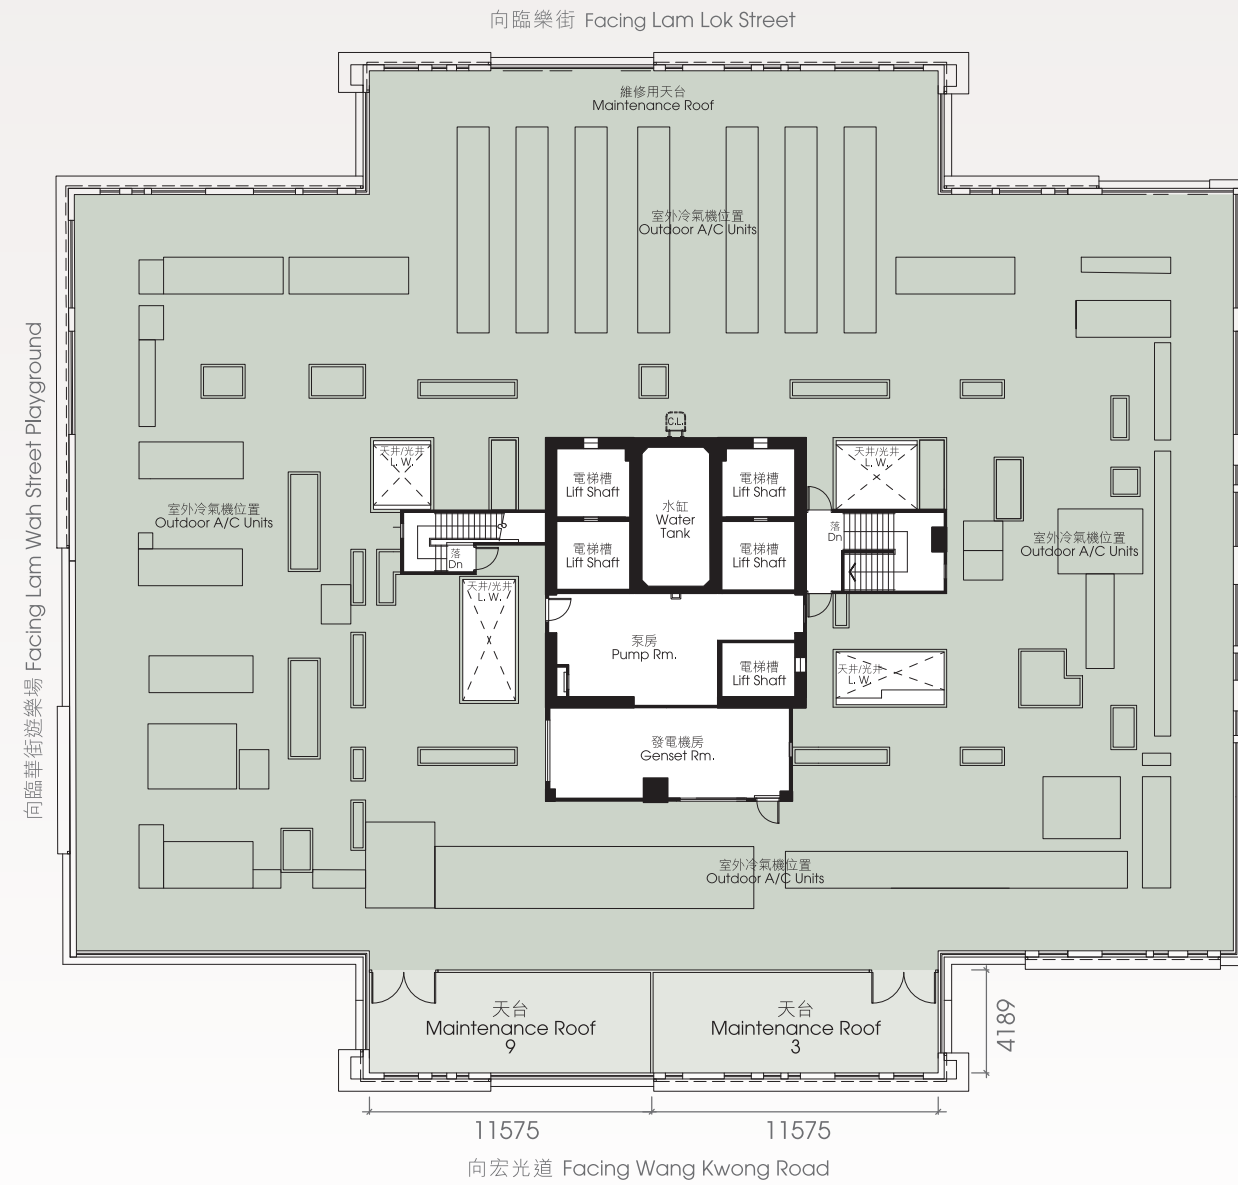 向臨樂街 Facing Lam Lok Street
維修用天台
Maintenance Roof
室外冷氣機位置
Outdoor A/C Units
向臨華街遊樂場 Facing Lam Wah Street Playground
C.L.
天井/光井
L. W.
天井/光井
L. W.
電梯槽
Lift Shaft
水缸
Water
Tank
電梯槽
Lift Shaft
室外冷氣機位置
Outdoor A/C Units
落
Dn
電梯槽
Lift Shaft
電梯槽
Lift Shaft
落
Dn
室外冷氣機位置
Outdoor A/C Units
天井/光井
L. W.
泵房
Pump Rm.
電梯槽
Lift Shaft
天井/光井
L. W.
發電機房
Genset Rm.
室外冷氣機位置
Outdoor A/C Units
天台
Maintenance Roof
9
天台
Maintenance Roof
3
4189
11575
11575
向宏光道 Facing Wang Kwong Road